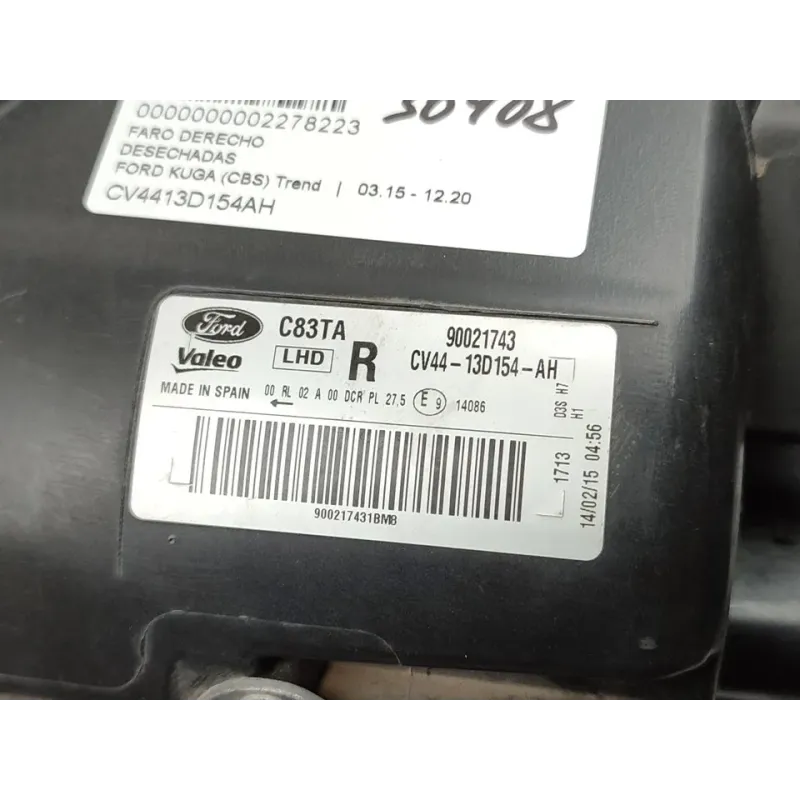 0000000002278223
30408
FARO DERECHO
DESECHADAS
FORD KUGA (CBS) Trend | 03.15 - 12.20
CV4413D154AH
Ford C83TA 90021743
Valeo LHD R CV44-13D154-AH
MADE IN SPAIN 00 RL 02 A 00 DCR PL 27,5 E 9 14086
D3S H7
H1
1713
14/02/15 04:56
900217431BM8